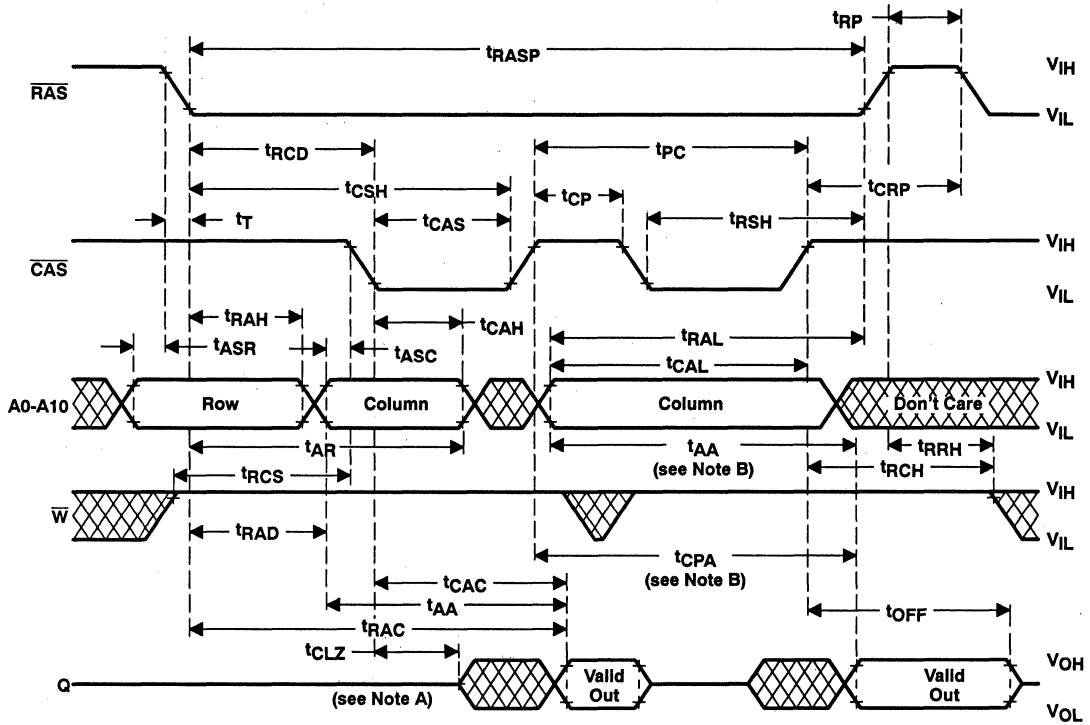 tRP
tRASP
VIH
RAS
VIL
tRCD
tPC
tCSH
tCP
tCRP
tT
tCAS
tRSH
VIH
CAS
VIL
tRAH
tCAH
tRAL
tASR
tASC
tCAL
VIH
A0-A10
Row
Column
Column
Don't Care
VIL
tAR
tAA
(see Note B)
tRRH
tRCS
tRCH
VIH
W
VIL
tRAD
tCPA
(see Note B)
tCAC
tAA
tOFF
tRAC
tCLZ
VOH
Q
(see Note A)
Valid
Out
Valid
Out
VOL